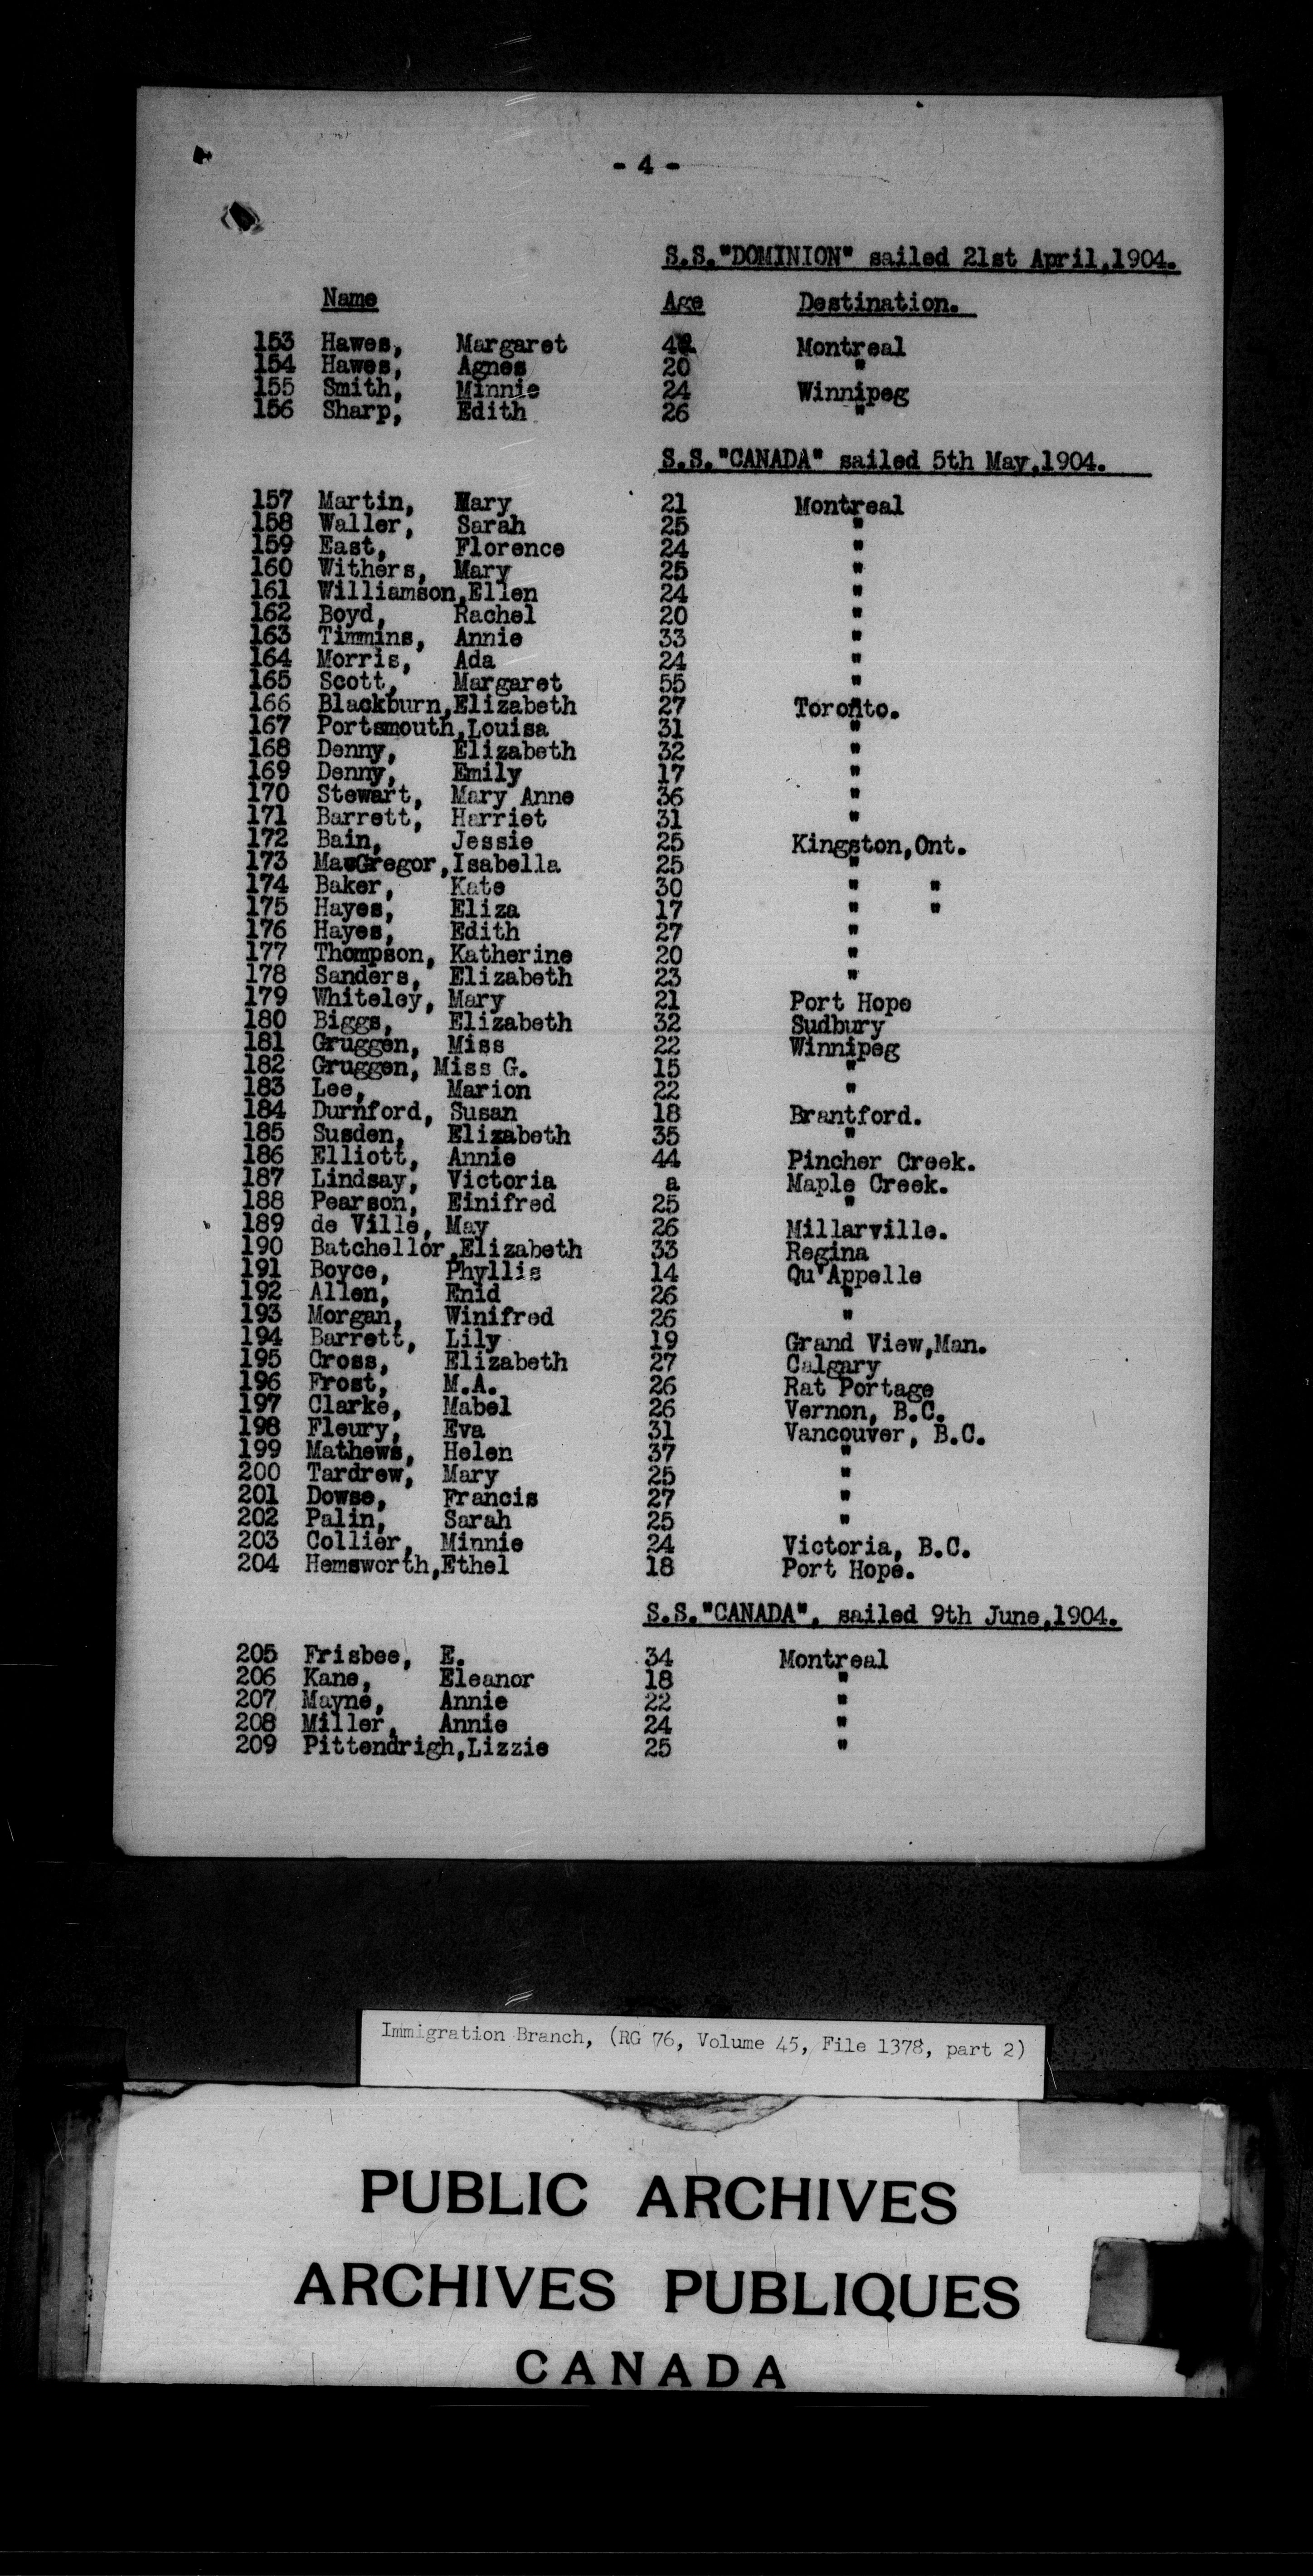 - 4 -
S.S."DOMINION" sailed 21st April,1904.
Name Age Destination.
153 Hawes, Margaret 42 Montreal
154 Hawes, Agnes 20 "
155 Smith, Minnie 24 Winnipeg
156 Sharp, Edith 26 "
S.S."CANADA" sailed 5th May,1904.
157 Martin, Mary 21 Montreal
158 Waller, Sarah 25 "
159 East, Florence 24 "
160 Withers, Mary 25 "
161 Williamson,Ellen 24 "
162 Boyd, Rachel 20 "
163 Timmins, Annie 33 "
164 Morris, Ada 24 "
165 Scott, Margaret 55 "
166 Blackburn,Elizabeth 27 Toronto.
167 Portsmouth,Louisa 31 "
168 Denny, Elizabeth 32 "
169 Denny, Emily 17 "
170 Stewart, Mary Anne 36 "
171 Barrett, Harriet 31 "
172 Bain, Jessie 25 Kingston,Ont.
173 MacGregor,Isabella 25 "
174 Baker, Kate 30 " "
175 Hayes, Eliza 17 " "
176 Hayes, Edith 27 "
177 Thompson, Katherine 20 "
178 Sanders, Elizabeth 23 "
179 Whiteley, Mary 21 Port Hope
180 Biggs, Elizabeth 32 Sudbury
181 Gruggen, Miss 22 Winnipeg
182 Gruggen, Miss G. 15 "
183 Lee, Marion 22 "
184 Durnford, Susan 18 Brantford.
185 Susden, Elizabeth 35 "
186 Elliott, Annie 44 Pincher Creek.
187 Lindsay, Victoria a Maple Creek.
188 Pearson, Einifred 25 "
189 de Ville, May 26 Millarville.
190 Batchellor,Elizabeth 33 Regina
191 Boyce, Phyllis 14 Qu'Appelle
192 Allen, Enid 26 "
193 Morgan, Winifred 26 "
194 Barrett, Lily 19 Grand View,Man.
195 Cross, Elizabeth 27 Calgary
196 Frost, M.A. 26 Rat Portage
197 Clarke, Mabel 26 Vernon, B.C.
198 Fleury, Eva 31 Vancouver, B.C.
199 Mathews, Helen 37 "
200 Tardrew, Mary 25 "
201 Dowse, Francis 27 "
202 Palin, Sarah 25 "
203 Collier, Minnie 24 Victoria, B.C.
204 Hemsworth,Ethel 18 Port Hope.
S.S."CANADA", sailed 9th June,1904.
205 Frisbee, E. 34 Montreal
206 Kane, Eleanor 18 "
207 Mayne, Annie 22 "
208 Miller, Annie 24 "
209 Pittendrigh,Lizzie 25 "
Immigration Branch, (RG 76, Volume 45, File 1378, part 2)
PUBLIC ARCHIVES
ARCHIVES PUBLIQUES
CANADA